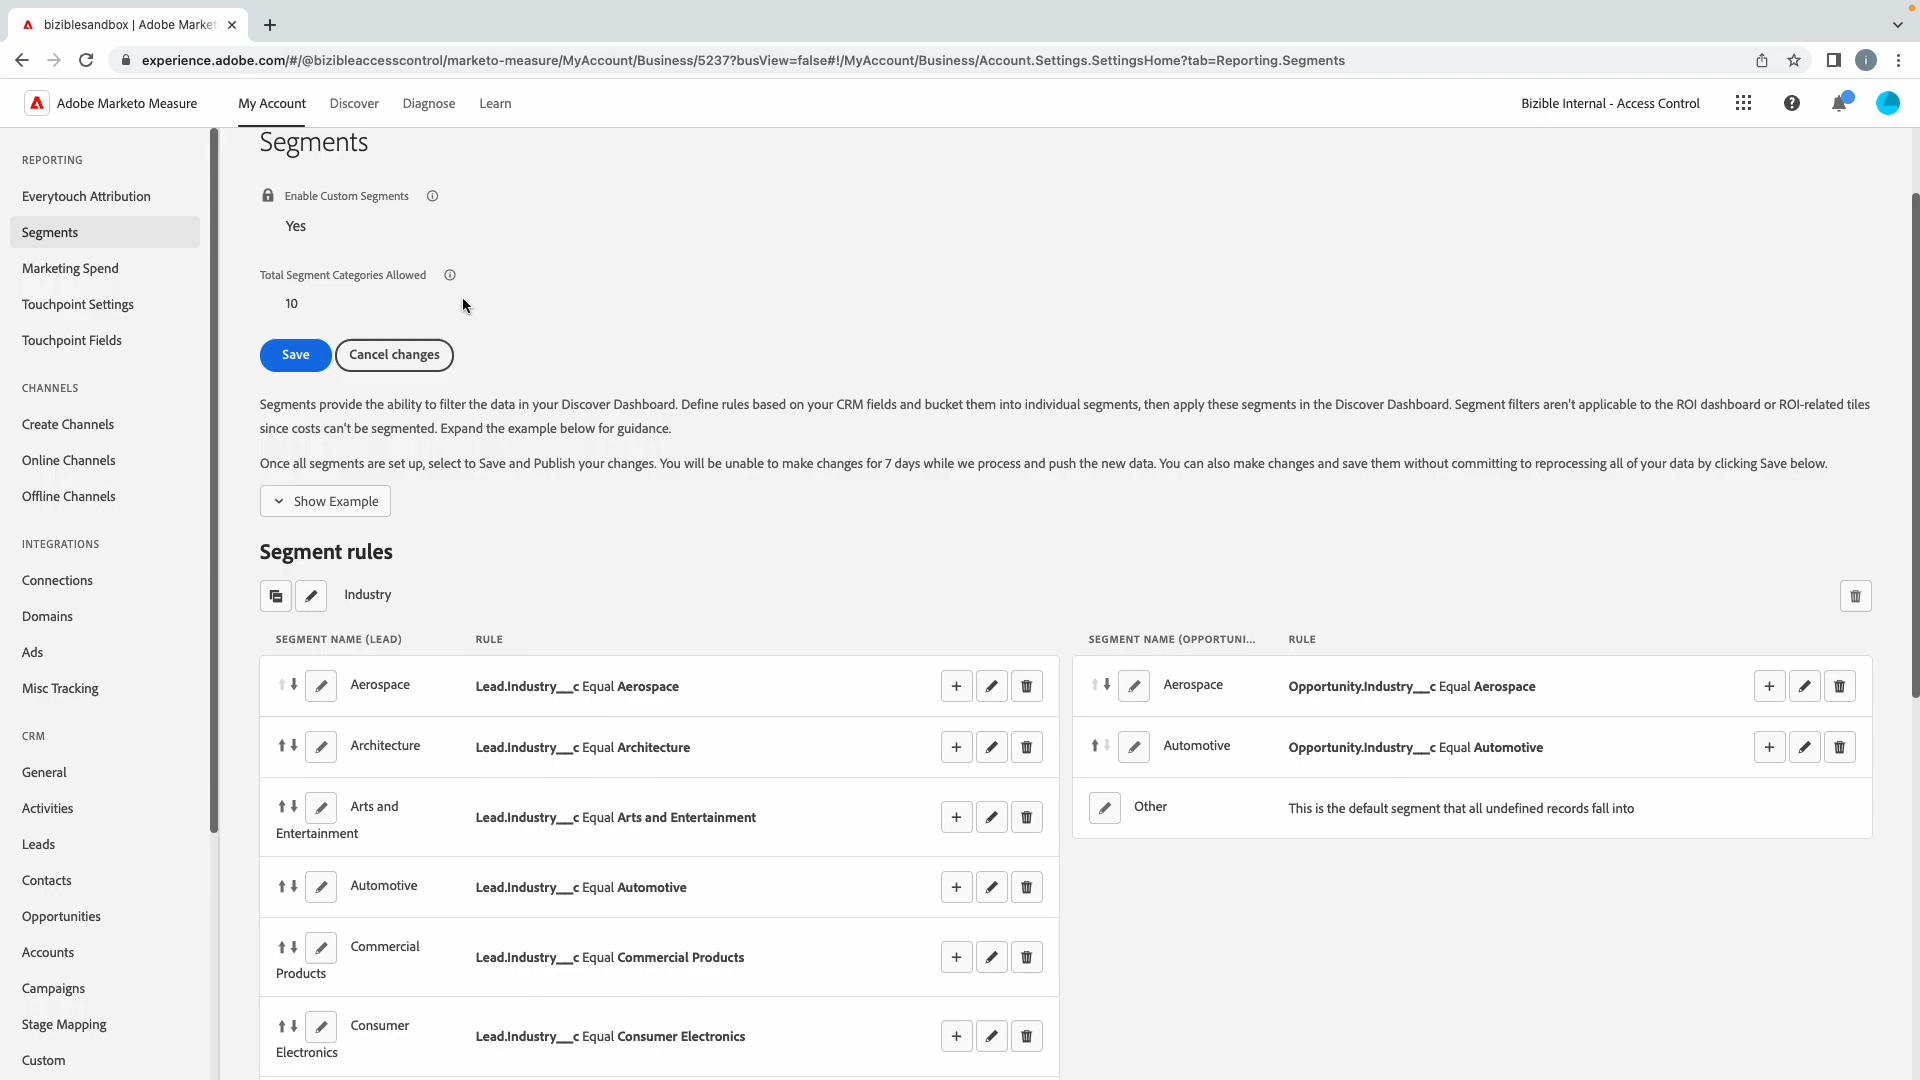 biziblesandbox | Adobe Market
experience.adobe.com/#/@bizibleaccesscontrol/marketo-measure/MyAccount/Business/5237?busView=false#!/MyAccount/Business/Account.Settings.SettingsHome?tab=Reporting.Segments
i
Adobe Marketo Measure
My Account
Discover
Diagnose
Learn
Bizible Internal - Access Control
REPORTING
Everytouch Attribution
Segments
Marketing Spend
Touchpoint Settings
Touchpoint Fields
CHANNELS
Create Channels
Online Channels
Offline Channels
INTEGRATIONS
Connections
Domains
Ads
Misc Tracking
CRM
General
Activities
Leads
Contacts
Opportunities
Accounts
Campaigns
Stage Mapping
Custom
Segments
Enable Custom Segments
Yes
Total Segment Categories Allowed
10
Save
Cancel changes
Segments provide the ability to filter the data in your Discover Dashboard. Define rules based on your CRM fields and bucket them into individual segments, then apply these segments in the Discover Dashboard. Segment filters aren't applicable to the ROI dashboard or ROI-related tiles
since costs can't be segmented. Expand the example below for guidance.
Once all segments are set up, select to Save and Publish your changes. You will be unable to make changes for 7 days while we process and push the new data. You can also make changes and save them without committing to reprocessing all of your data by clicking Save below.
Show Example
Segment rules
Industry
SEGMENT NAME (LEAD)
RULE
Aerospace
Lead.Industry__c Equal Aerospace
Architecture
Lead.Industry__c Equal Architecture
Arts and
Entertainment
Lead.Industry__c Equal Arts and Entertainment
Automotive
Lead.Industry__c Equal Automotive
Commercial
Products
Lead.Industry__c Equal Commercial Products
Consumer
Electronics
Lead.Industry__c Equal Consumer Electronics
SEGMENT NAME (OPPORTUNI...
RULE
Aerospace
Opportunity.Industry__c Equal Aerospace
Automotive
Opportunity.Industry__c Equal Automotive
Other
This is the default segment that all undefined records fall into